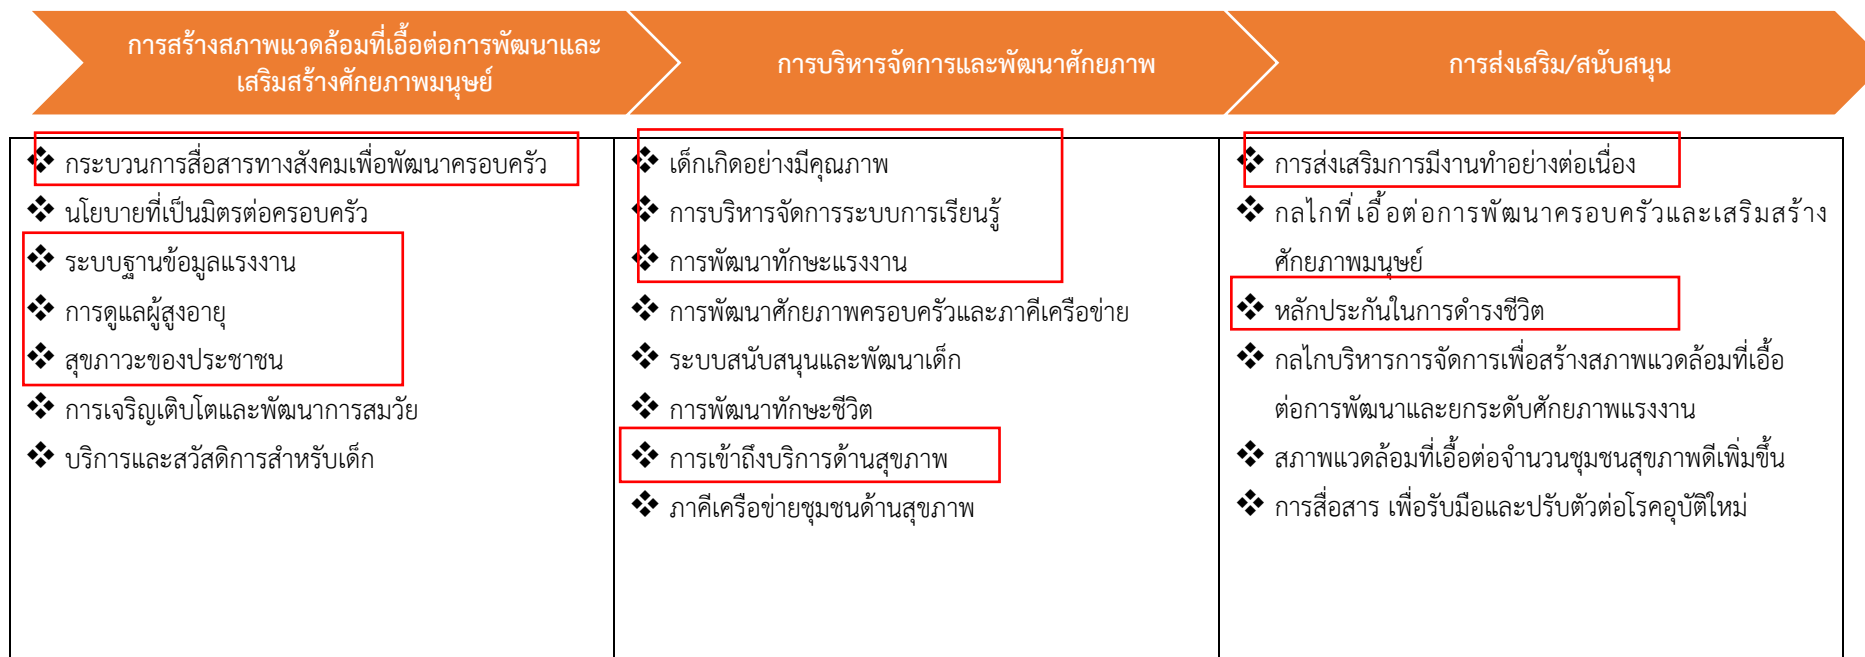 การสร้างสภาพแวดล้อมที่เอื้อต่อการพัฒนาและ
เสริมสร้างศักยภาพมนุษย์
การบริหารจัดการและพัฒนาศักยภาพ
การส่งเสริม/สนับสนุน
❖ กระบวนการสื่อสารทางสังคมเพื่อพัฒนาครอบครัว
❖ นโยบายที่เป็นมิตรต่อครอบครัว
❖ ระบบฐานข้อมูลแรงงาน
❖ การดูแลผู้สูงอายุ
❖ สุขภาวะของประชาชน
❖ การเจริญเติบโตและพัฒนาการสมวัย
❖ บริการและสวัสดิการสำหรับเด็ก
❖ เด็กเกิดอย่างมีคุณภาพ
❖ การบริหารจัดการระบบการเรียนรู้
❖ การพัฒนาทักษะแรงงาน
❖ การพัฒนาศักยภาพครอบครัวและภาคีเครือข่าย
❖ ระบบสนับสนุนและพัฒนาเด็ก
❖ การพัฒนาทักษะชีวิต
❖ การเข้าถึงบริการด้านสุขภาพ
❖ ภาคีเครือข่ายชุมชนด้านสุขภาพ
❖ การส่งเสริมการมีงานทำอย่างต่อเนื่อง
❖ กลไกที่เอื้อต่อการพัฒนาครอบครัวและเสริมสร้าง
ศักยภาพมนุษย์
❖ หลักประกันในการดำรงชีวิต
❖ กลไกบริหารการจัดการเพื่อสร้างสภาพแวดล้อมที่เอื้อ
ต่อการพัฒนาและยกระดับศักยภาพแรงงาน
❖ สภาพแวดล้อมที่เอื้อต่อจำนวนชุมชนสุขภาพดีเพิ่มขึ้น
❖ การสื่อสาร เพื่อรับมือและปรับตัวต่อโรคอุบัติใหม่